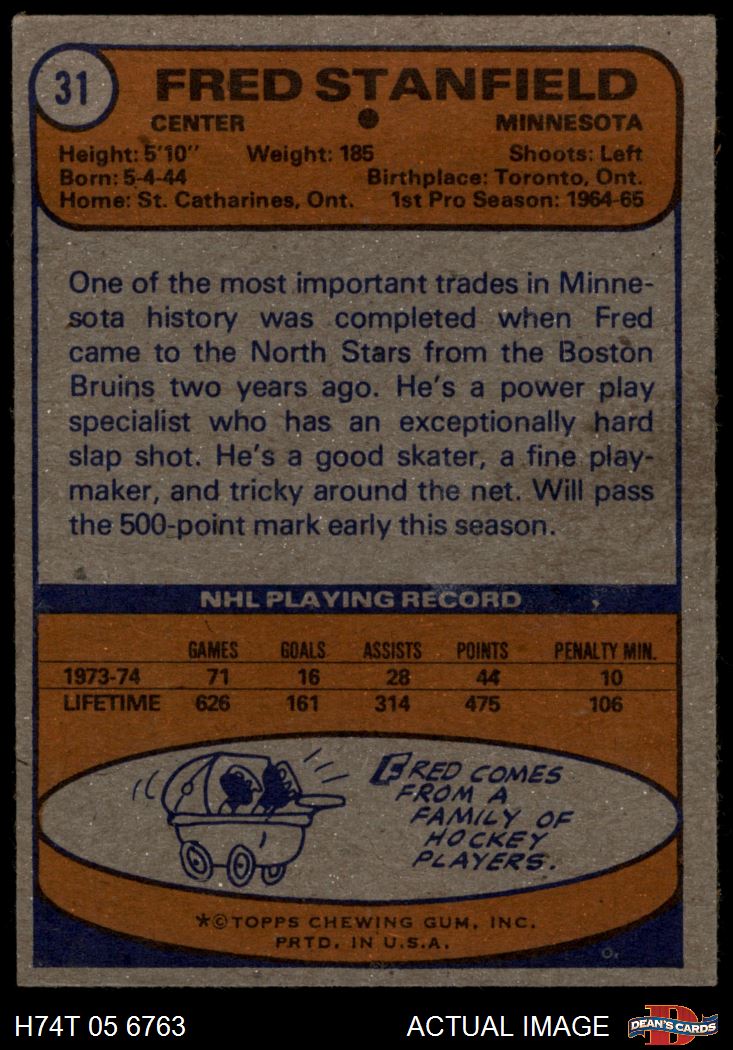 31
FRED STANFIELD
CENTER MINNESOTA
Height: 5'10" Weight: 185 Shoots: Left
Born: 5-4-44 Birthplace: Toronto, Ont.
Home: St. Catharines, Ont. 1st Pro Season: 1964-65
One of the most important trades in Minne-
sota history was completed when Fred
came to the North Stars from the Boston
Bruins two years ago. He's a power play
specialist who has an exceptionally hard
slap shot. He's a good skater, a fine play-
maker, and tricky around the net. Will pass
the 500-point mark early this season.
NHL PLAYING RECORD
GAMES GOALS ASSISTS POINTS PENALTY MIN.
1973-74 71 16 28 44 10
LIFETIME 626 161 314 475 106
FRED COMES
FROM A
FAMILY OF
HOCKEY
PLAYERS.
*©TOPPS CHEWING GUM, INC.
PRTD. IN U.S.A.
H74T 05 6763 ACTUAL IMAGE DEAN'S CARDS